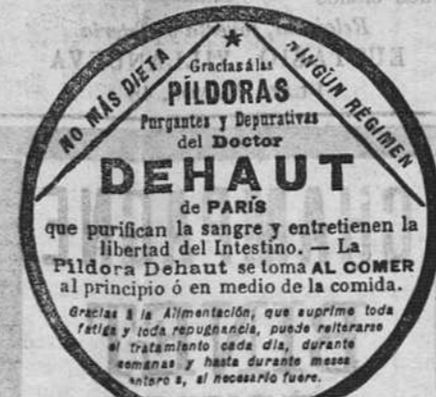 NO MÁS DIETA
NINGÚN RÉGIMEN
Gracias á las
PÍLDORAS
Purgantes y Depurativas
del Doctor
DEHAUT
de PARÍS
que purifican la sangre y entretienen la
libertad del Intestino. — La
Píldora Dehaut se toma AL COMER
al principio ó en medio de la comida.
Gracias á la Alimentación, que suprime toda
fatiga y toda repugnancia, puede reiterarse
el tratamiento cada día, durante
semanas y hasta durante meses
enteros, si necesario fuere.